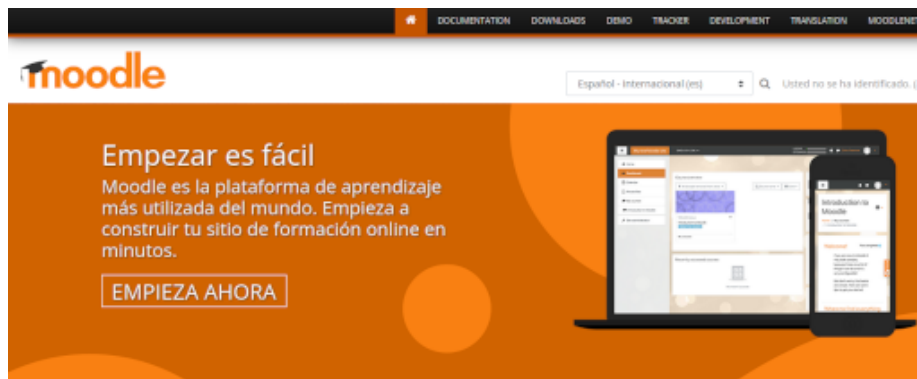 DOCUMENTATION DOWNLOADS DEMO TRACKER DEVELOPMENT TRANSLATION MOODLENE
moodle
Español - Internacional (es) Usted no se ha identificado. (
Empezar es fácil
Moodle es la plataforma de aprendizaje
más utilizada del mundo. Empieza a
construir tu sitio de formación online en
minutos.
EMPIEZA AHORA
Introduction to
Moodle